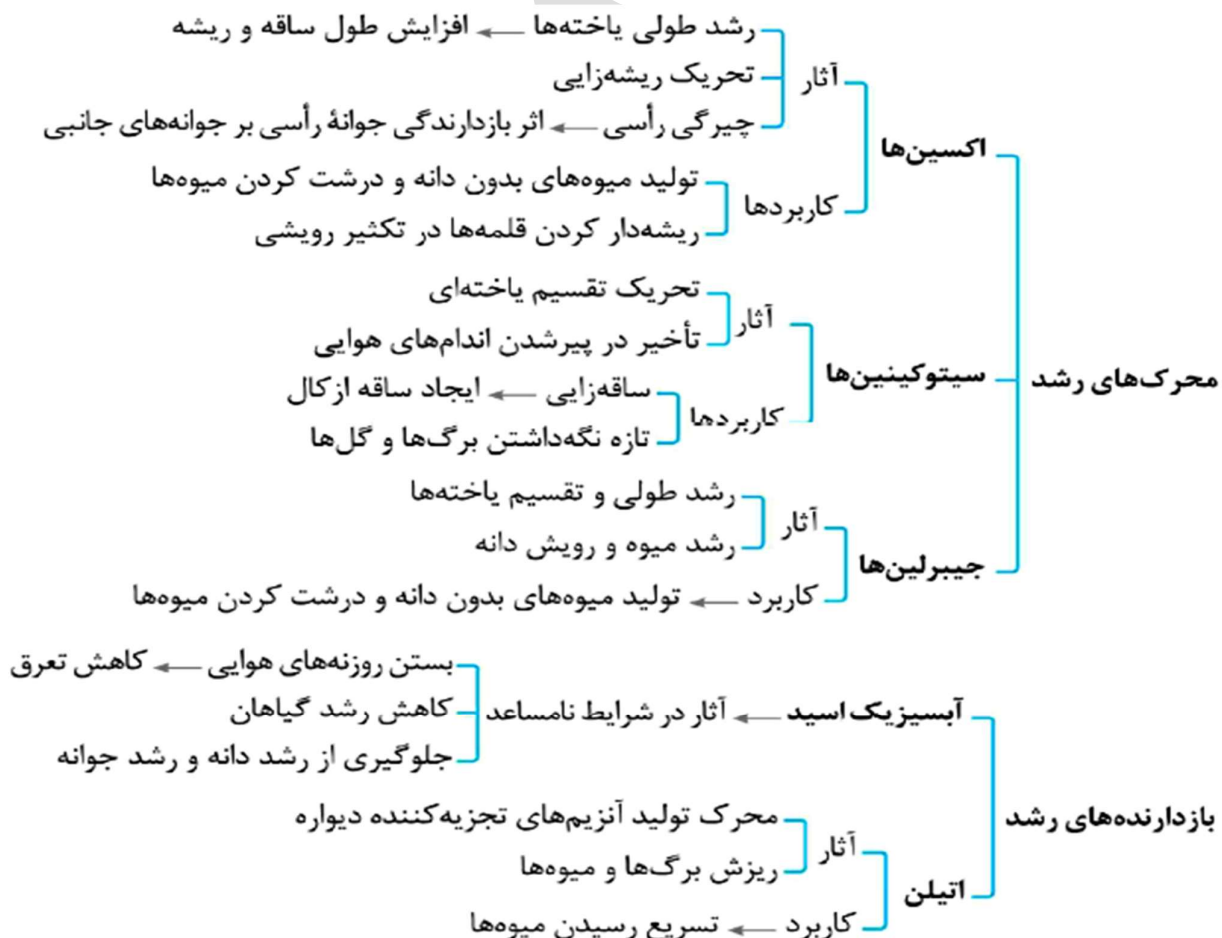 رشد طولی یاخته‌ها ← افزایش طول ساقه و ریشه
آثار
تحریک ریشه‌زایی
چیرگی رأسی ← اثر بازدارندگی جوانهٔ رأسی بر جوانه‌های جانبی
اکسین‌ها
تولید میوه‌های بدون دانه و درشت کردن میوه‌ها
کاربردها
ریشه‌دار کردن قلمه‌ها در تکثیر رویشی
تحریک تقسیم یاخته‌ای
آثار
تأخیر در پیرشدن اندام‌های هوایی
محرک‌های رشد
سیتوکینین‌ها
ساقه‌زایی ← ایجاد ساقه ازکال
کاربردها
تازه نگه‌داشتن برگ‌ها و گل‌ها
رشد طولی و تقسیم یاخته‌ها
آثار
رشد میوه و رویش دانه
جیبرلین‌ها
کاربرد ← تولید میوه‌های بدون دانه و درشت کردن میوه‌ها
بستن روزنه‌های هوایی ← کاهش تعرق
آبسیزیک اسید ← آثار در شرایط نامساعد
کاهش رشد گیاهان
جلوگیری از رشد دانه و رشد جوانه
بازدارنده‌های رشد
محرک تولید آنزیم‌های تجزیه‌کننده دیواره
آثار
ریزش برگ‌ها و میوه‌ها
اتیلن
کاربرد ← تسریع رسیدن میوه‌ها